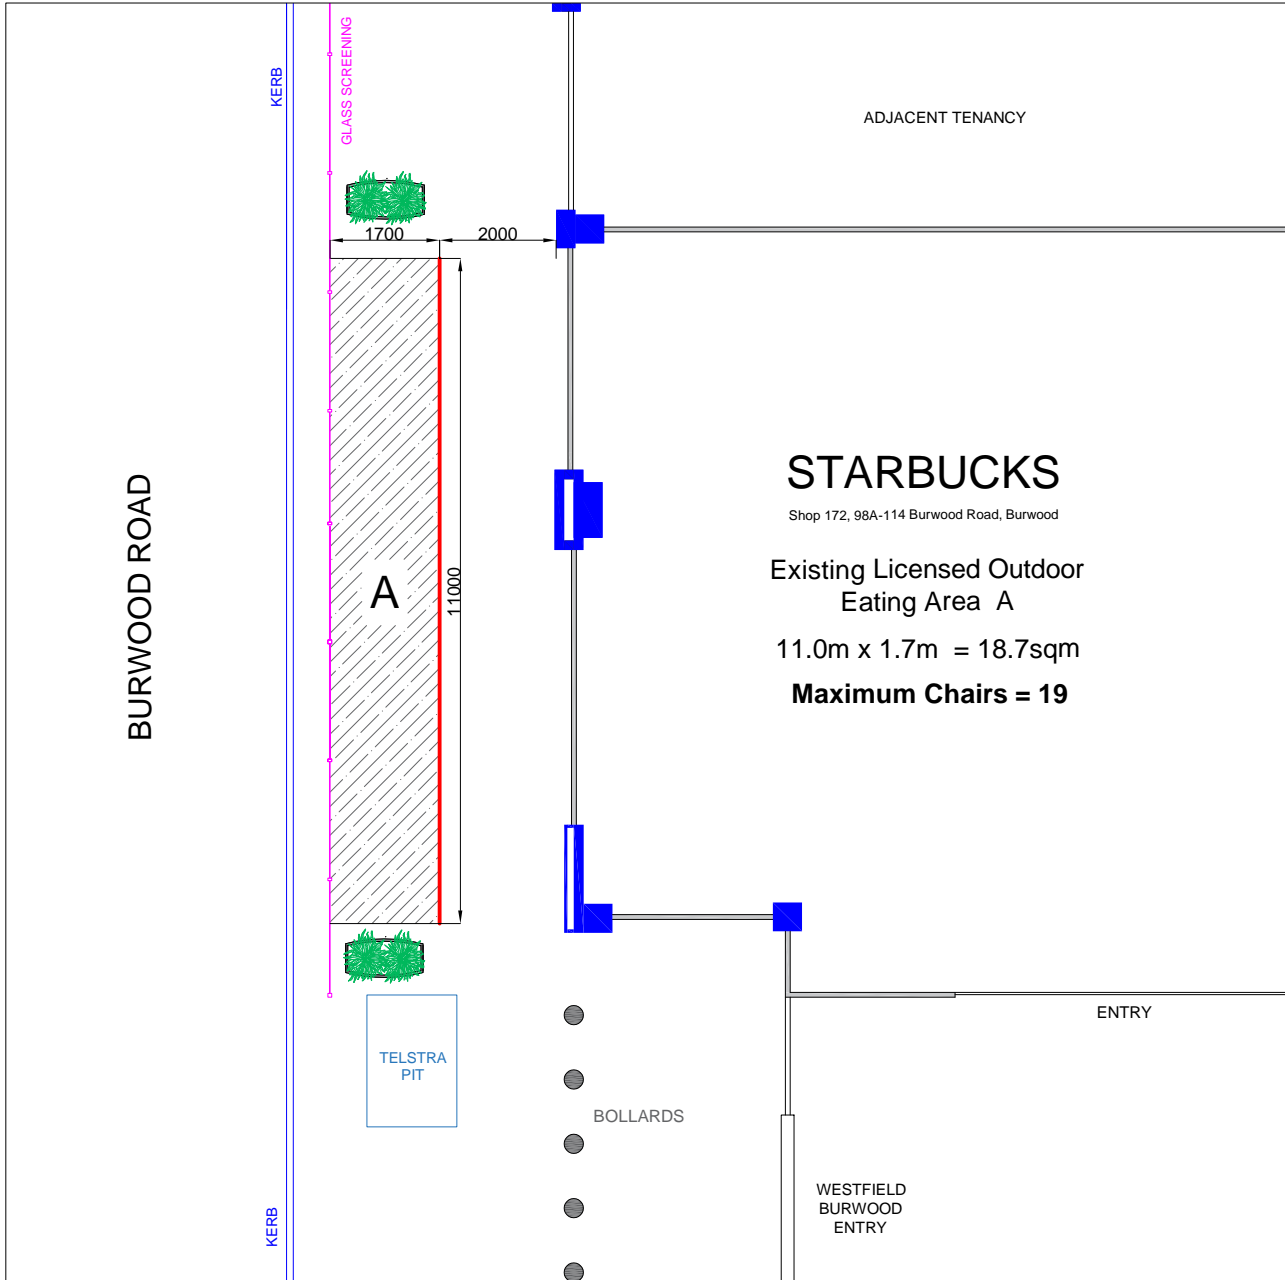 KERB
GLASS SCREENING
ADJACENT TENANCY
1700
2000
BURWOOD ROAD
A
11000
STARBUCKS
Shop 172, 98A-114 Burwood Road, Burwood
Existing Licensed Outdoor
Eating Area A
11.0m x 1.7m = 18.7sqm
Maximum Chairs = 19
ENTRY
TELSTRA
PIT
BOLLARDS
WESTFIELD
BURWOOD
ENTRY
KERB